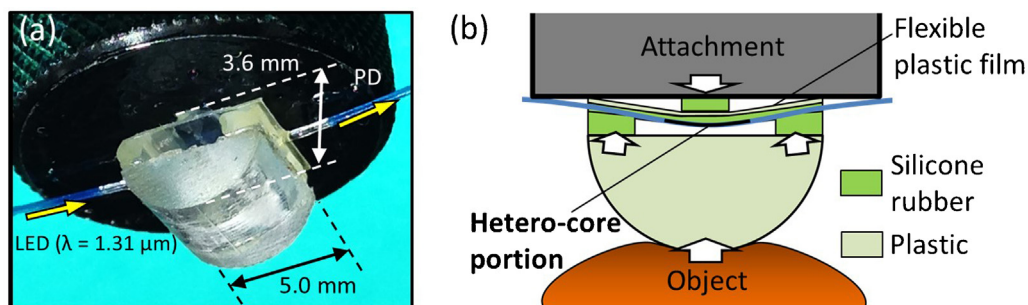 (a)
3.6 mm
PD
LED (λ = 1.31 μm)
5.0 mm
(b)
Attachment
Flexible
plastic film
Silicone
rubber
Plastic
Hetero-core
portion
Object